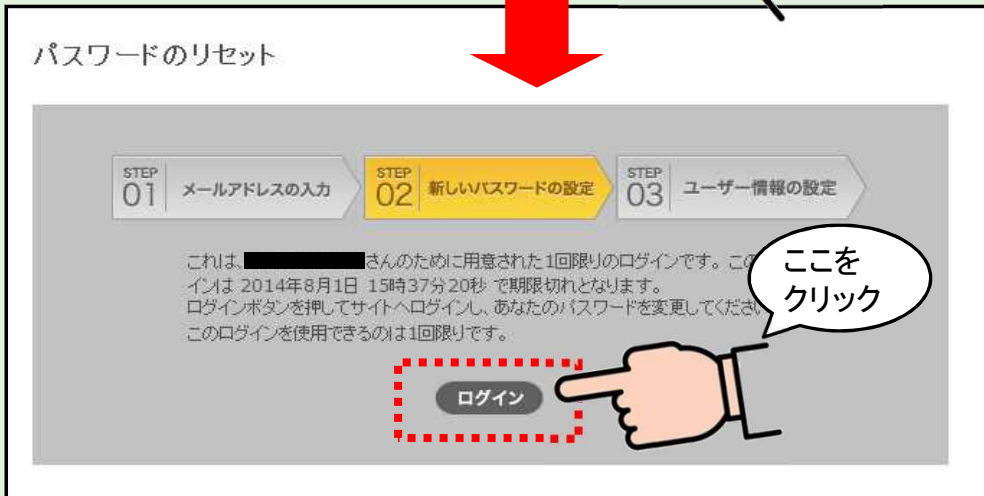 パスワードのリセット
STEP 01 メールアドレスの入力
STEP 02 新しいパスワードの設定
STEP 03 ユーザー情報の設定
これは、さんのために用意された1回限りのログインです。この
インは 2014年8月1日 15時37分20秒 で期限切れとなります。
ログインボタンを押してサイトへログインし、あなたのパスワードを変更してくださ
このログインを使用できるのは1回限りです。
ここを
クリック
ログイン